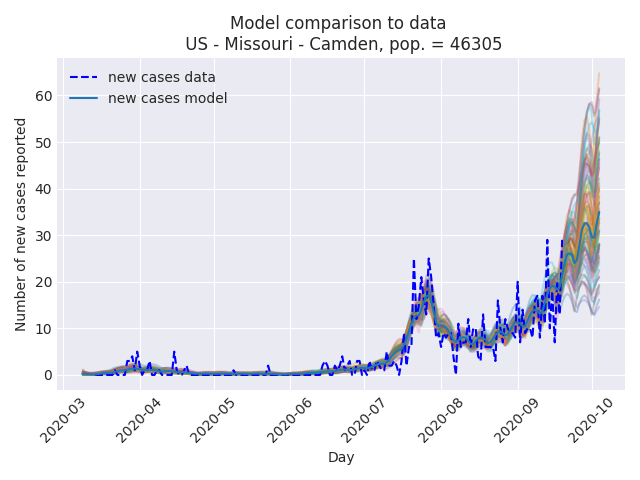 Model comparison to data
US - Missouri - Camden, pop. = 46305
new cases data
new cases model
Number of new cases reported
60
50
40
30
20
10
0
2020-03
2020-04
2020-05
2020-06
2020-07
2020-08
2020-09
2020-10
Day